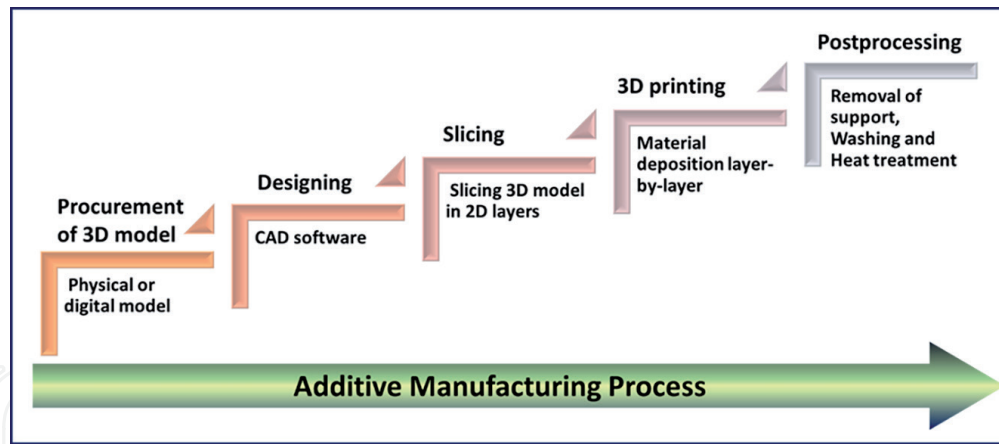 Procurement
of 3D model
Physical or
digital model
Designing
CAD software
Slicing
Slicing 3D model
in 2D layers
3D printing
Material
deposition layer-
by-layer
Postprocessing
Removal of
support,
Washing and
Heat treatment
Additive Manufacturing Process